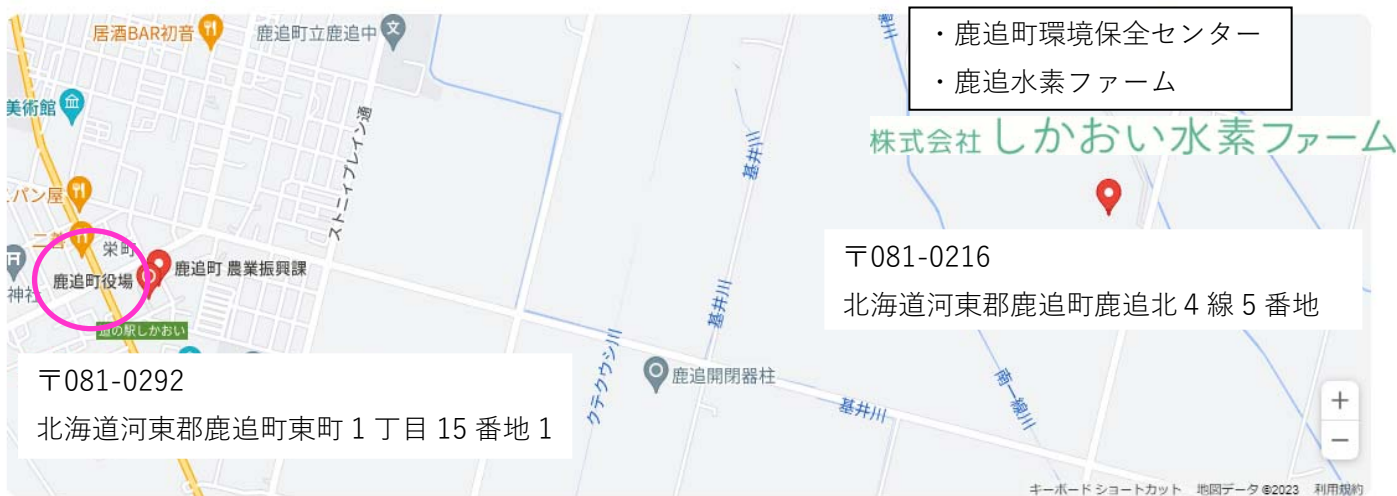 居酒BAR初音
鹿追町立鹿追中
文
・鹿追町環境保全センター
・鹿追水素ファーム
美術館
株式会社 しかおい水素ファーム
ストニィプレイン通
基井川
パン屋
栄町
鹿追町役場
鹿追町 農業振興課
神社
道の駅しかおい
〒081-0216
北海道河東郡鹿追町鹿追北 4 線 5 番地
基井川
クテクウシ川
鹿追開閉器柱
基井川
南一線川
〒081-0292
北海道河東郡鹿追町東町 1 丁目 15 番地 1
+
−
キーボード ショートカット 地図データ ©2023 利用規約